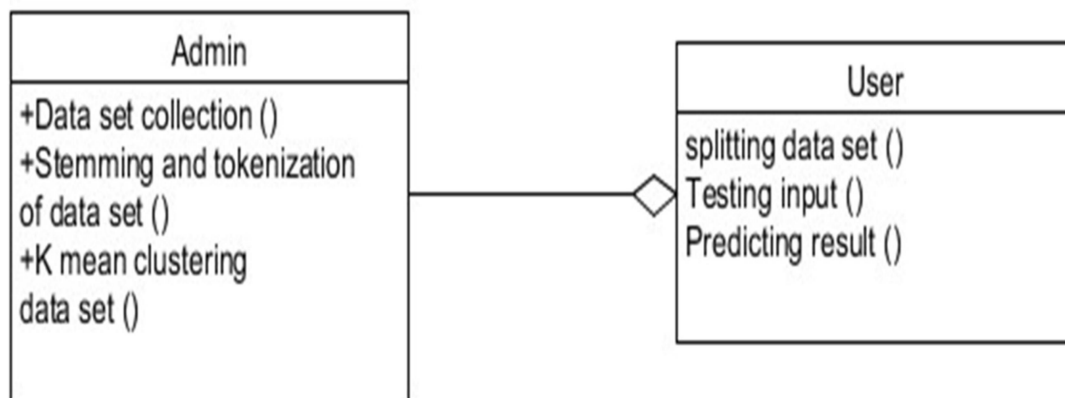 Admin
+Data set collection ()
+Stemming and tokenization
of data set ()
+K mean clustering
data set ()
User
splitting data set ()
Testing input ()
Predicting result ()